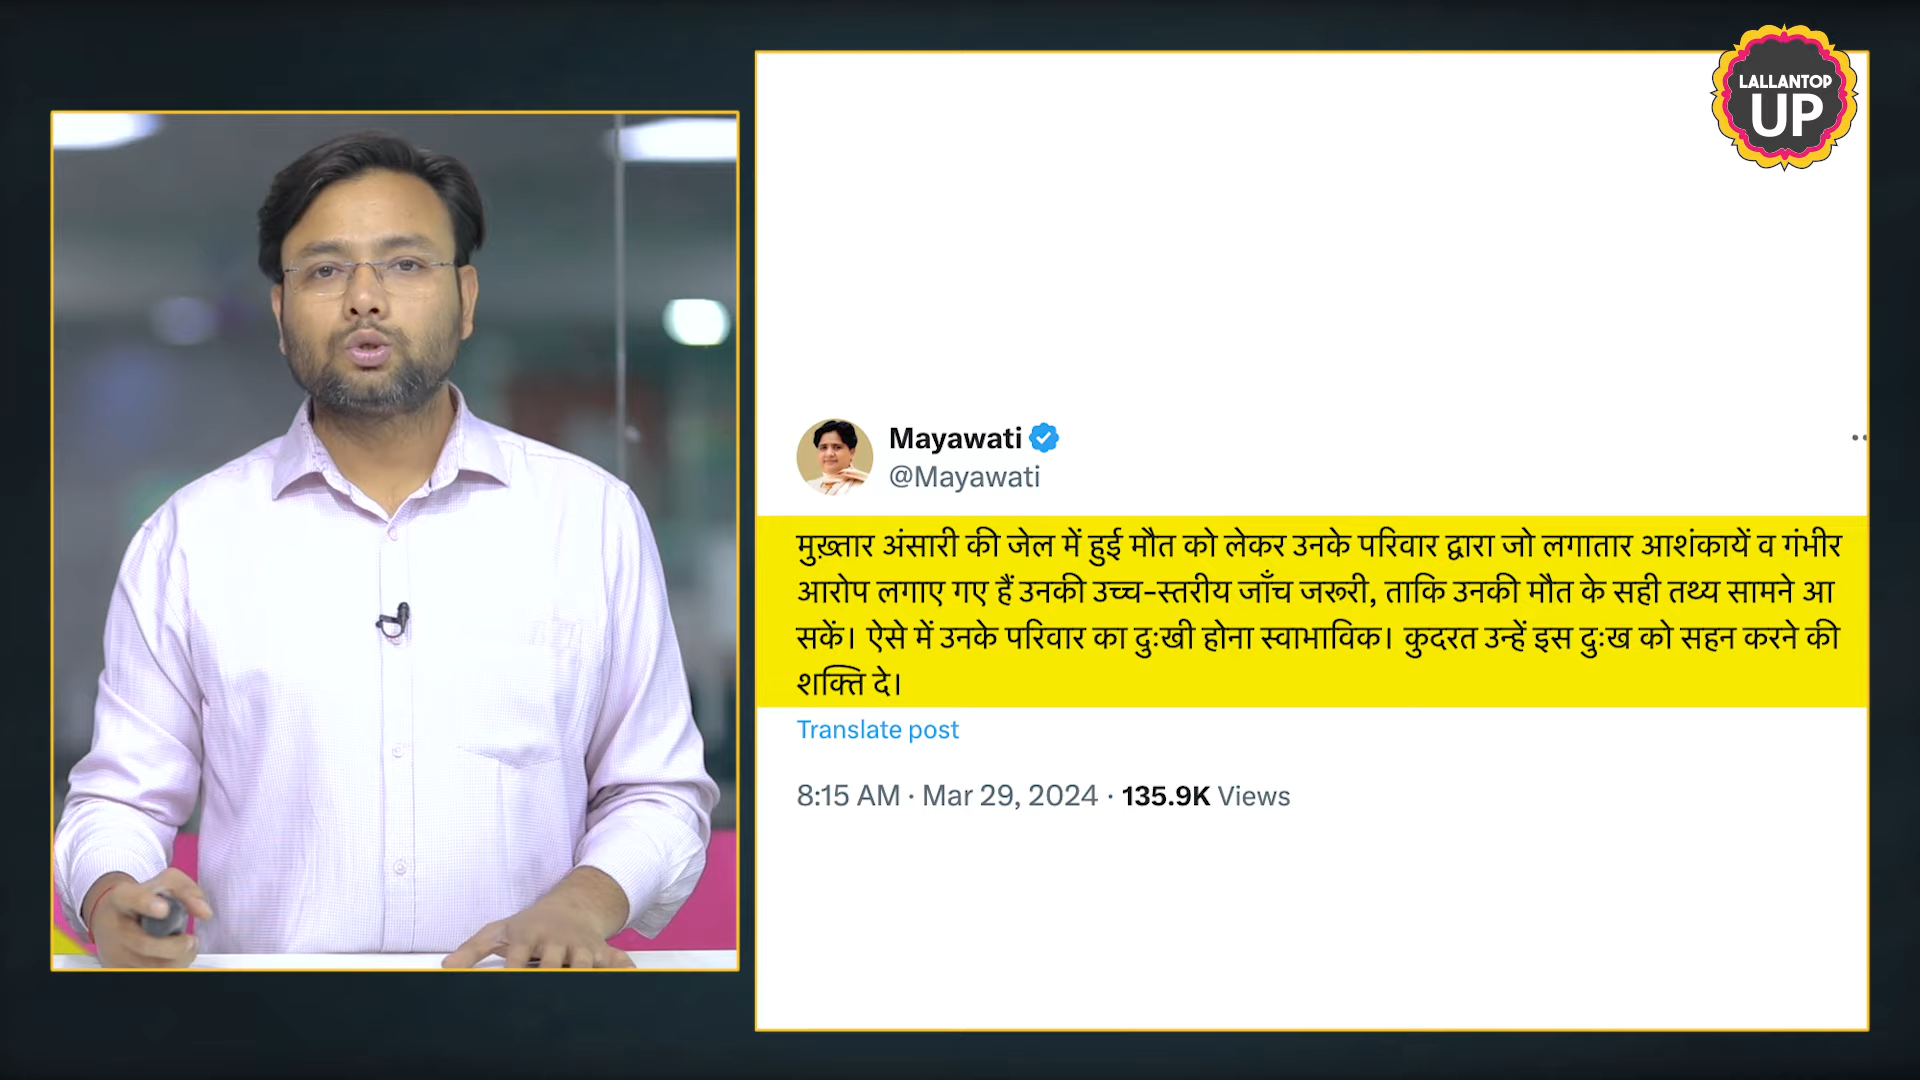 LALLANTOP
UP
Mayawati
@Mayawati
मुख़्तार अंसारी की जेल में हुई मौत को लेकर उनके परिवार द्वारा जो लगातार आशंकायें व गंभीर
आरोप लगाए गए हैं उनकी उच्च-स्तरीय जाँच जरूरी, ताकि उनकी मौत के सही तथ्य सामने आ
सकें। ऐसे में उनके परिवार का दुःखी होना स्वाभाविक। कुदरत उन्हें इस दुःख को सहन करने की
शक्ति दे।
Translate post
8:15 AM · Mar 29, 2024 · 135.9K Views